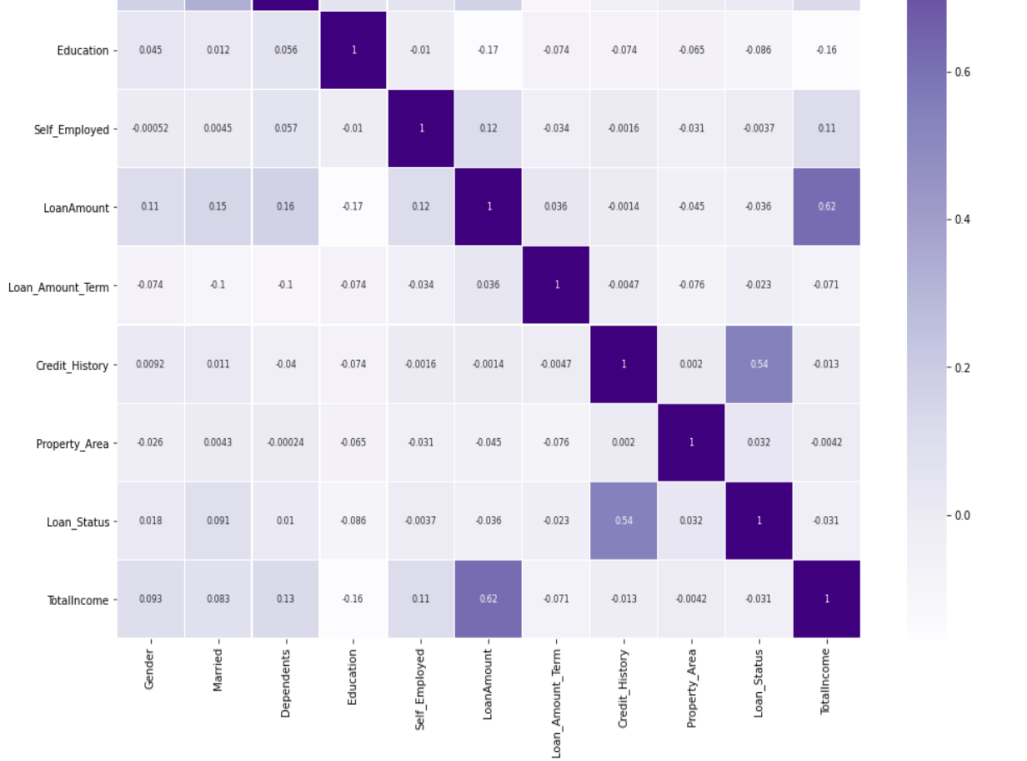 Education 0.045 0.012 0.056 1 -0.01 -0.17 -0.074 -0.074 -0.065 -0.086 -0.16
0.6
Self_Employed -0.00052 0.0045 0.057 -0.01 1 0.12 -0.034 -0.0016 -0.031 -0.0037 0.11
LoanAmount 0.11 0.15 0.16 -0.17 0.12 1 0.036 -0.0014 -0.045 -0.036 0.62
0.4
Loan_Amount_Term -0.074 -0.1 -0.1 -0.074 -0.034 0.036 1 -0.0047 -0.076 -0.023 -0.071
Credit_History 0.0092 0.011 -0.04 -0.074 -0.0016 -0.0014 -0.0047 1 0.002 0.54 -0.013
0.2
Property_Area -0.026 0.0043 -0.00024 -0.065 -0.031 -0.045 -0.076 0.002 1 0.032 -0.0042
0.0
Loan_Status 0.018 0.091 0.01 -0.086 -0.0037 -0.036 -0.023 0.54 0.032 1 -0.031
TotalIncome 0.093 0.083 0.13 -0.16 0.11 0.62 -0.071 -0.013 -0.0042 -0.031 1
Gender
Married
Dependents
Education
Self_Employed
LoanAmount
Loan_Amount_Term
Credit_History
Property_Area
Loan_Status
TotalIncome